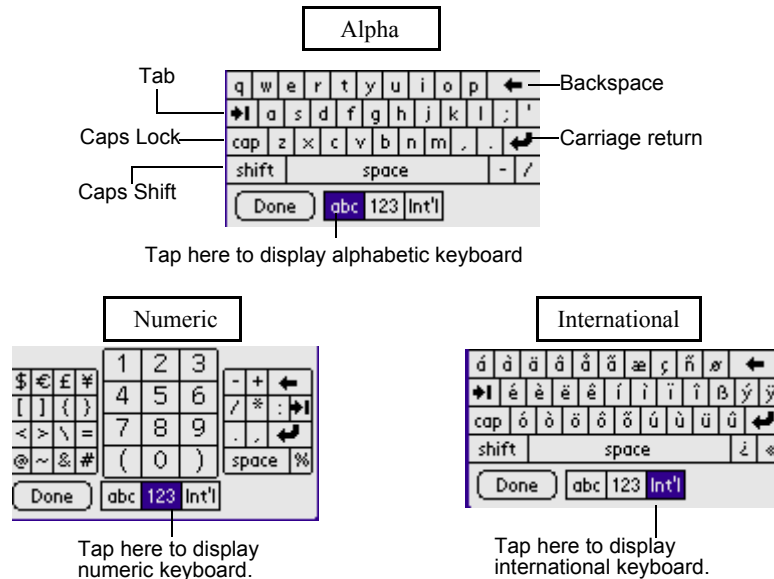 Alpha
Tab
q w e r t y u i o p
Backspace
a s d f g h j k l ; '
Caps Lock
cap z x c v b n m , .
Carriage return
shift space - /
Caps Shift
Done abc 123 Int'l
Tap here to display alphabetic keyboard
Numeric
1 2 3
$ € £ ¥ - +
4 5 6
[ ] { } / * :
7 8 9
< > \ = . ,
@ ~ & # ( 0 ) space %
Done abc 123 Int'l
Tap here to display
numeric keyboard.
International
á à ä â å ã æ ç ñ ø
é è ë ê í ì ï î ß ý ÿ
cap ó ò ö ô õ ú ù ü û
shift space ¿
Done abc 123 Int'l
Tap here to display
international keyboard.